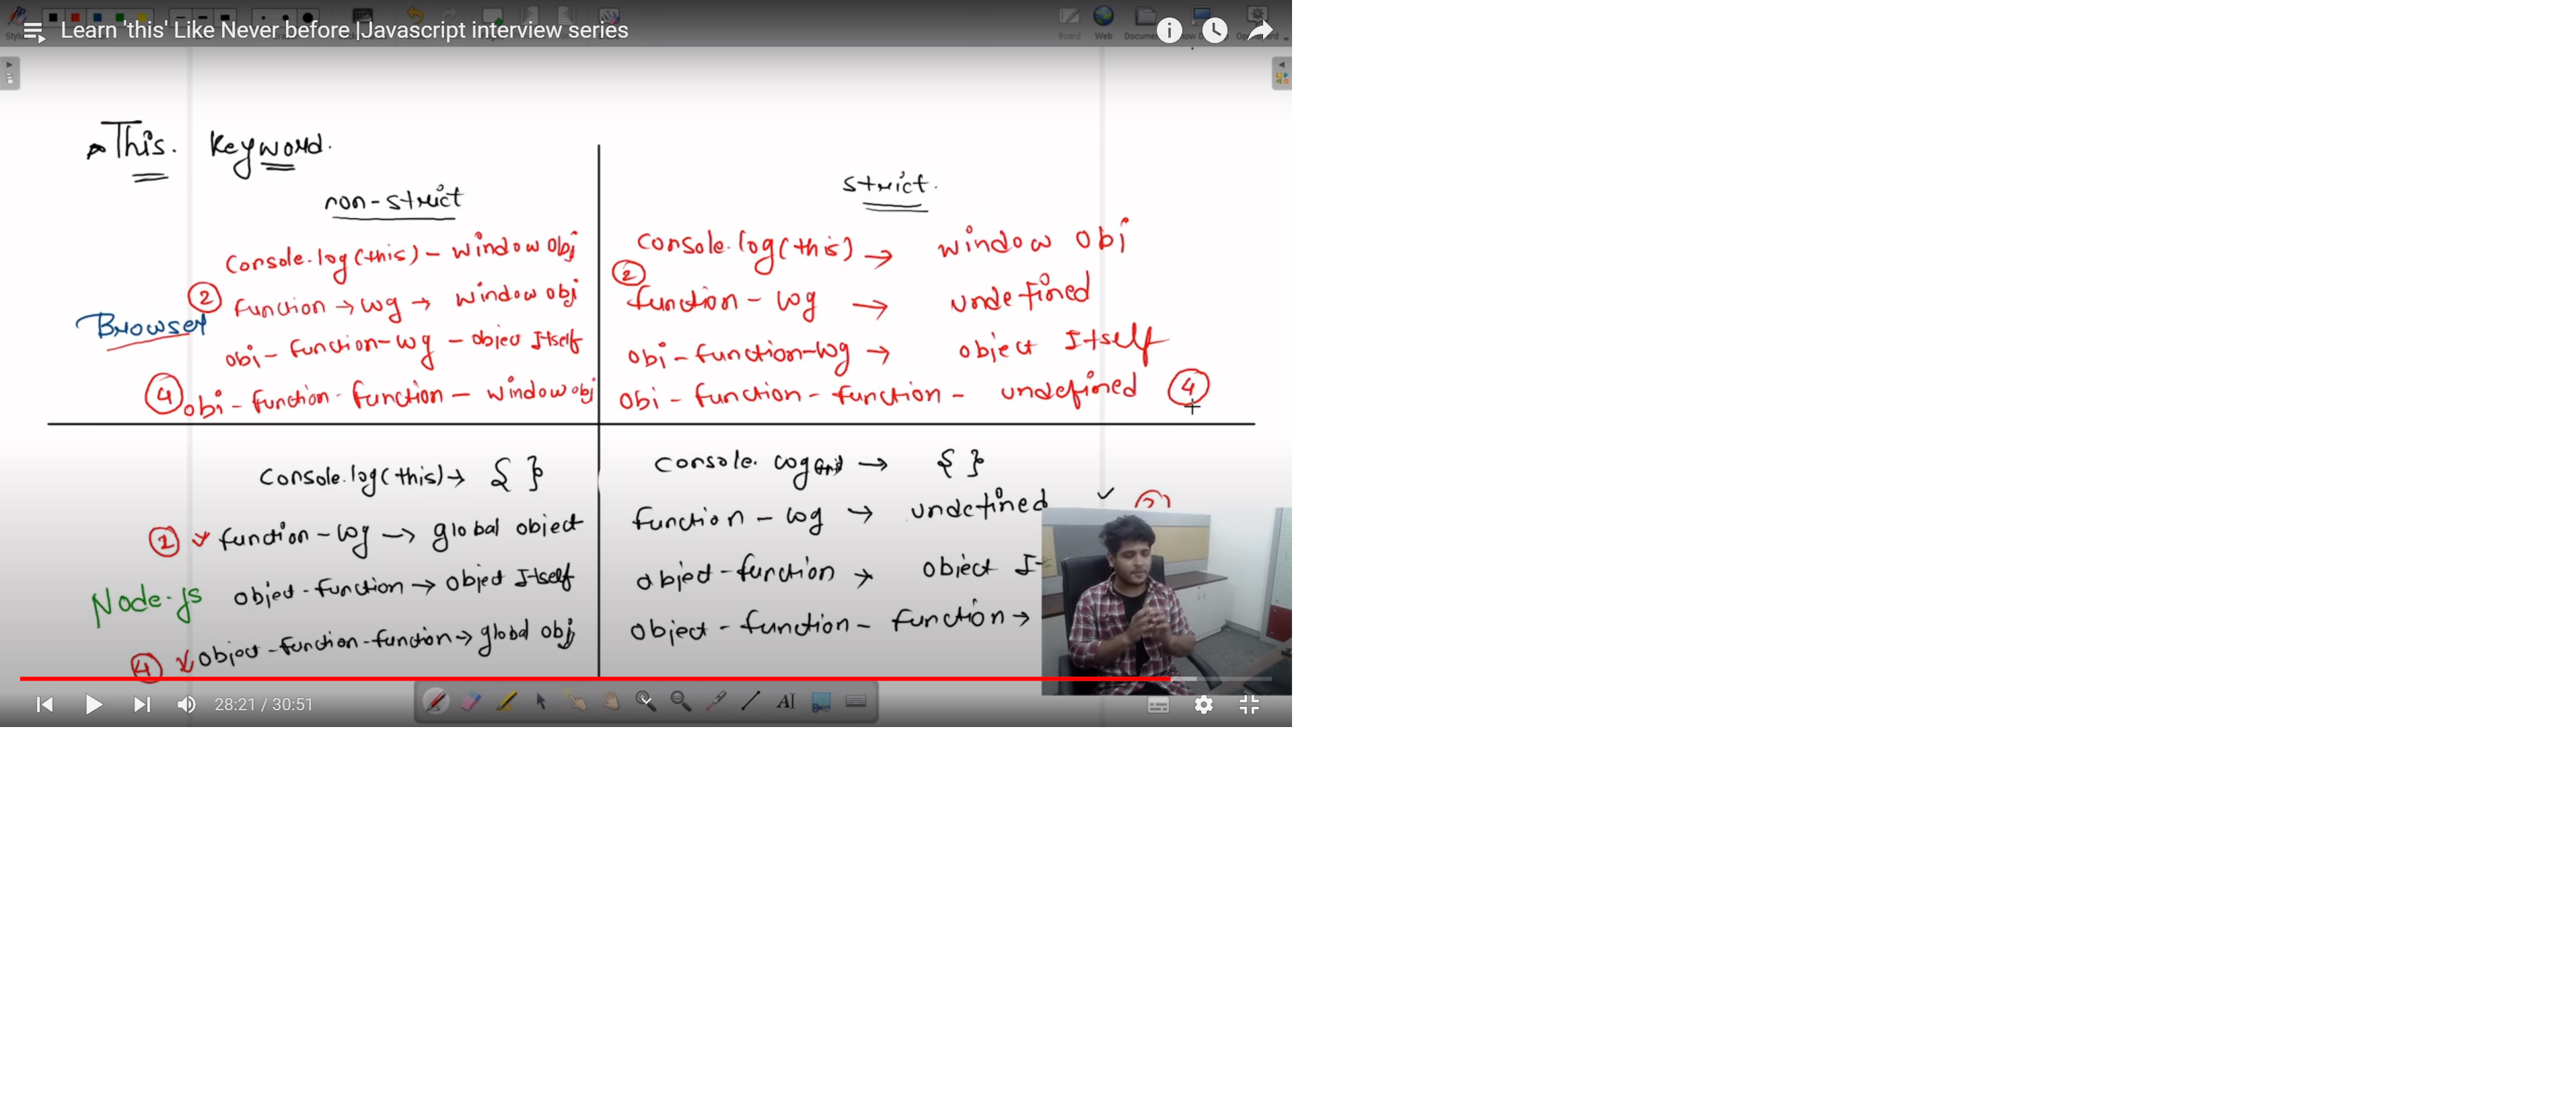 Learn 'this' Like Never before |Javascript interview series
Board Web
This. Keyword.
non-strict
strict.
Console.log(this) - window obj
② function → log → window obj
Browser
obj - function - log - object Itself
④ obj - function - function - window obj
console.log(this) → window obj
②
function - log → undefined
obj - function - log → object Itself
obj - function - function - undefined ④
Console.log(this) → { }
② function - log → global object
Node-js
object - function → object Itself
④ object - function - function → global obj
console. log → { }
function - log → undefined
object - function → object
object - function - function →
28:21 / 30:51
AI